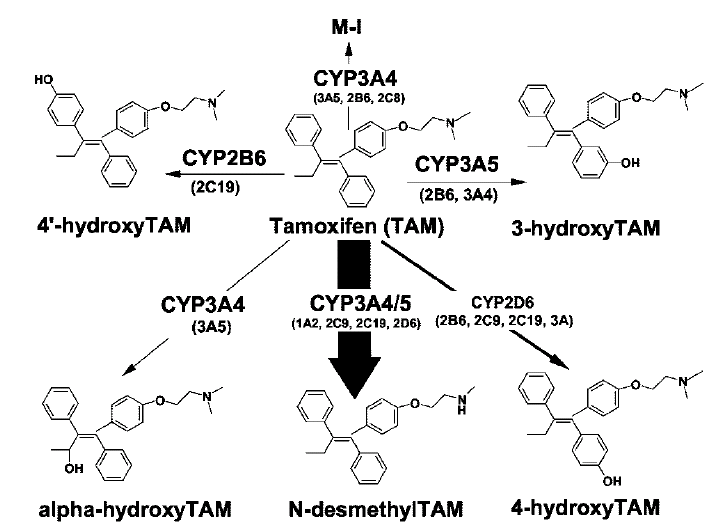 M-I
CYP3A4
(3A5, 2B6, 2C8)
HO
O
N
O
N
O
N
CYP2B6
(2C19)
CYP3A5
(2B6, 3A4)
OH
4'-hydroxyTAM
Tamoxifen (TAM)
3-hydroxyTAM
CYP3A4
(3A5)
CYP3A4/5
(1A2, 2C9, 2C19, 2D6)
CYP2D6
(2B6, 2C9, 2C19, 3A)
O
N
OH
O
N
H
O
N
OH
alpha-hydroxyTAM
N-desmethylTAM
4-hydroxyTAM